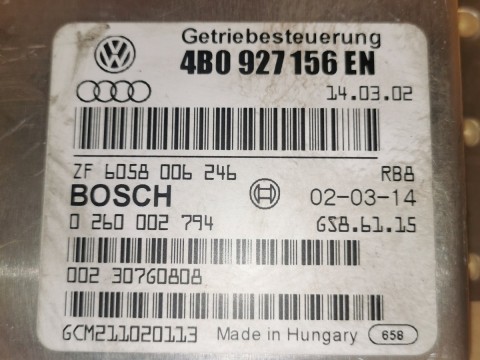 Getriebesteuerung
4B0 927 156 EN
14.03.02
ZF 6058 006 246 RB8
BOSCH 02-03-14
0 260 002 794 GS8.61.15
002 30760808
GCM211020113 Made in Hungary 658